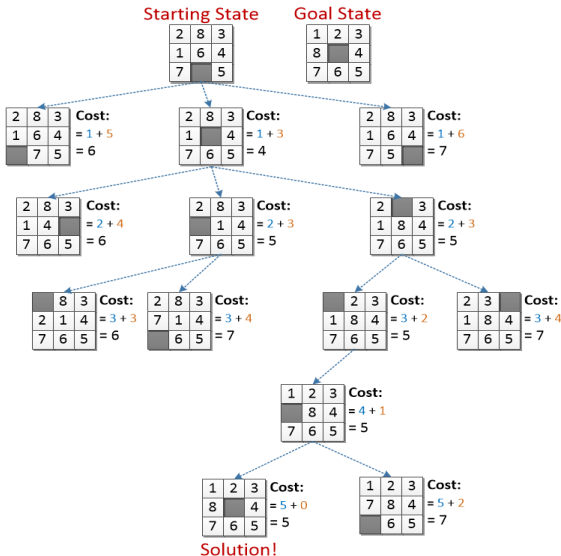 Starting State
Goal State
2 8 3
1 6 4
7 5
1 2 3
8 4
7 6 5
2 8 3
1 6 4
7 5
Cost:
= 1 + 5
= 6
2 8 3
1 4
7 6 5
Cost:
= 1 + 3
= 4
2 8 3
1 6 4
7 5
Cost:
= 1 + 6
= 7
2 8 3
1 4
7 6 5
Cost:
= 2 + 4
= 6
2 8 3
1 4
7 6 5
Cost:
= 2 + 3
= 5
2 3
1 8 4
7 6 5
Cost:
= 2 + 3
= 5
8 3
2 1 4
7 6 5
Cost:
= 3 + 3
= 6
2 8 3
7 1 4
6 5
Cost:
= 3 + 4
= 7
2 3
1 8 4
7 6 5
Cost:
= 3 + 2
= 5
2 3
1 8 4
7 6 5
Cost:
= 3 + 4
= 7
1 2 3
8 4
7 6 5
Cost:
= 4 + 1
= 5
1 2 3
8 4
7 6 5
Cost:
= 5 + 0
= 5
1 2 3
7 8 4
6 5
Cost:
= 5 + 2
= 7
Solution!